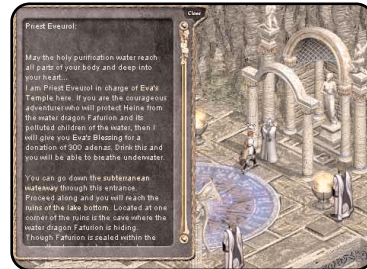 Close
Priest Eveurol:
May the holy purification water reach
all parts of your body and deep into
your heart...
I am Priest Eveurol in charge of Eva's
Temple here. If you are the courageous
adventurer who will protect Heine from
the water dragon Fafurion and its
polluted children of the water, then I
will give you Eva's Blessing for a
donation of 300 adenas. Drink this and
you will be able to breathe underwater.
You can go down the subterranean
waterway through this entrance.
Proceed along and you will reach the
ruins of the lake bottom. Located at one
corner of the ruins is the cave where the
water dragon Fafurion is hiding.
Though Fafurion is sealed within the